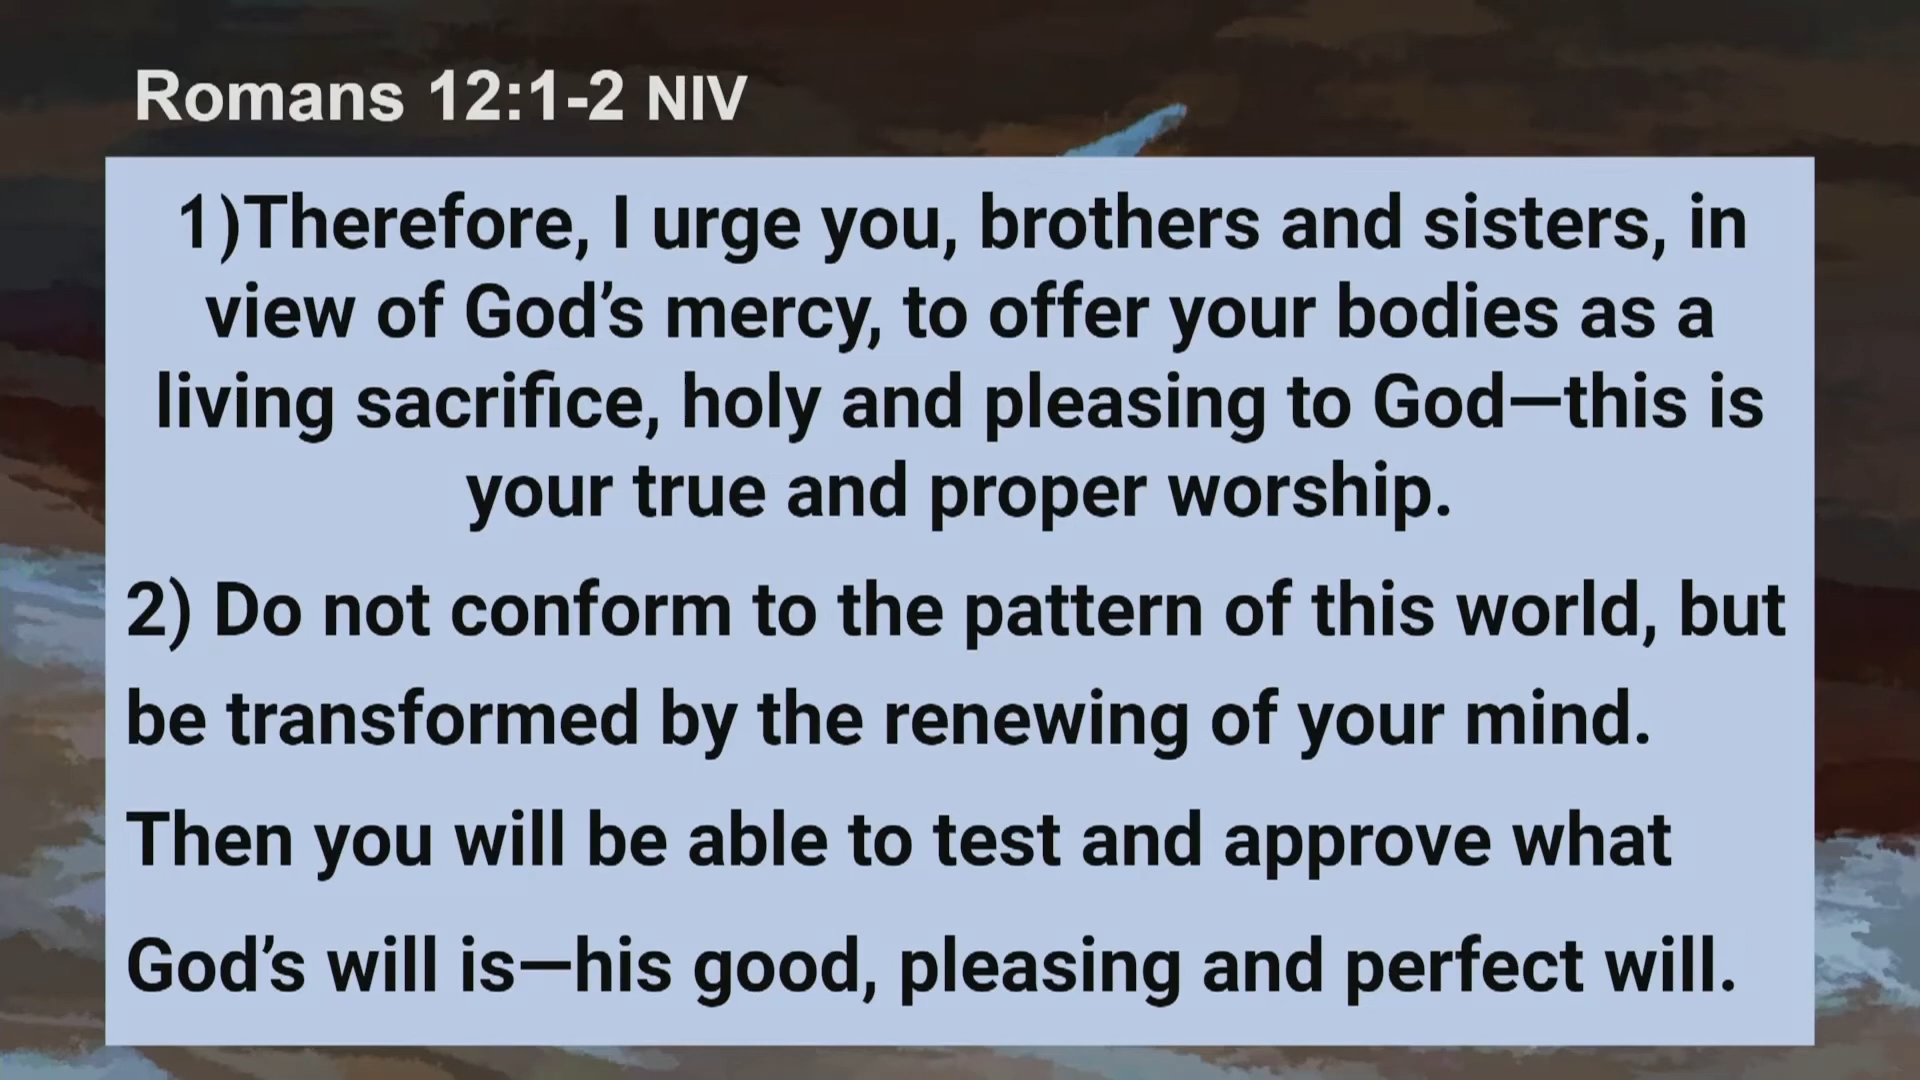 Romans 12:1-2 NIV
1)Therefore, I urge you, brothers and sisters, in
view of God’s mercy, to offer your bodies as a
living sacrifice, holy and pleasing to God—this is
your true and proper worship.
2) Do not conform to the pattern of this world, but
be transformed by the renewing of your mind.
Then you will be able to test and approve what
God’s will is—his good, pleasing and perfect will.